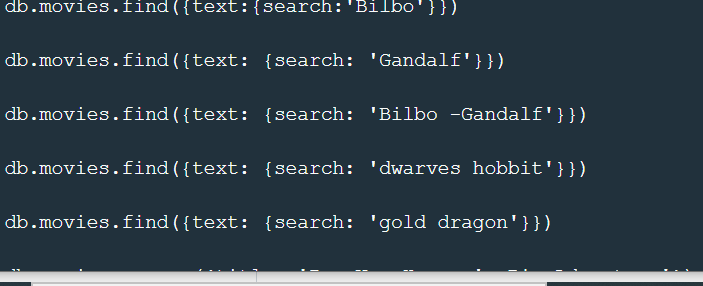 db.movies.find({text:{search:'Bilbo'}})
db.movies.find({text: {search: 'Gandalf'}})
db.movies.find({text: {search: 'Bilbo -Gandalf'}})
db.movies.find({text: {search: 'dwarves hobbit'}})
db.movies.find({text: {search: 'gold dragon'}})